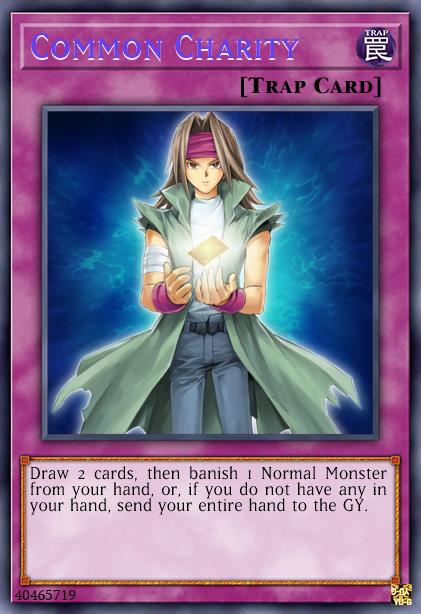 Common Charity
TRAP
罠
[Trap Card]
Draw 2 cards, then banish 1 Normal Monster
from your hand, or, if you do not have any in
your hand, send your entire hand to the GY.
40465719